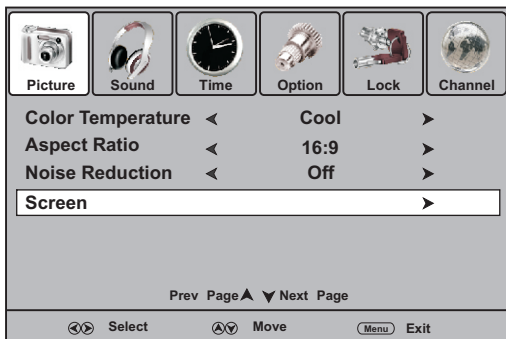 Picture Sound Time Option Lock Channel
Color Temperature Cool
Aspect Ratio 16:9
Noise Reduction Off
Screen
Prev Page Next Page
Select Move Menu Exit